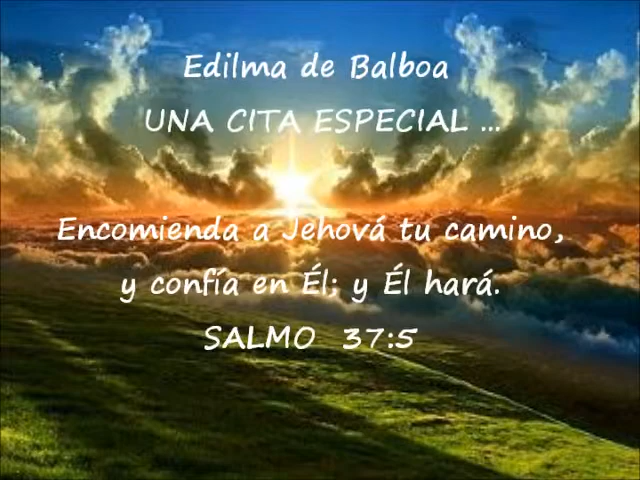 Edilma de Balboa
UNA CITA ESPECIAL ...
Encomienda a Jehová tu camino,
y confía en Él; y Él hará.
SALMO 37:5